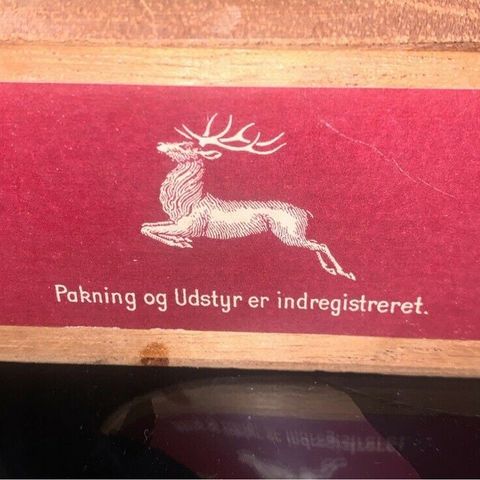 Pakning og Udstyr er indregistreret.